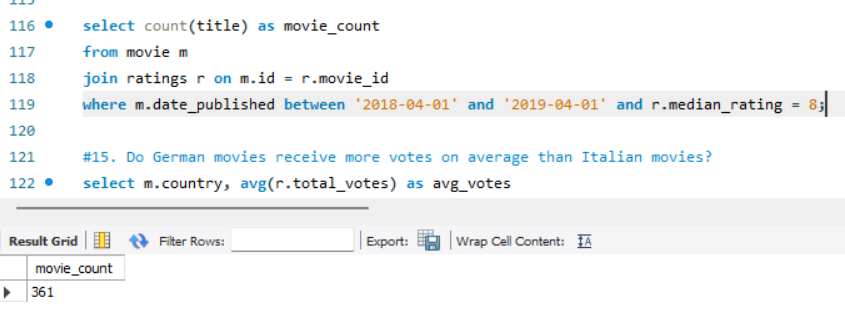 116 select count(title) as movie_count
117 from movie m
118 join ratings r on m.id = r.movie_id
119 where m.date_published between '2018-04-01' and '2019-04-01' and r.median_rating = 8;
120
121 #15. Do German movies receive more votes on average than Italian movies?
122 select m.country, avg(r.total_votes) as avg_votes
Result Grid Filter Rows: Export: Wrap Cell Content: IA
movie_count
361